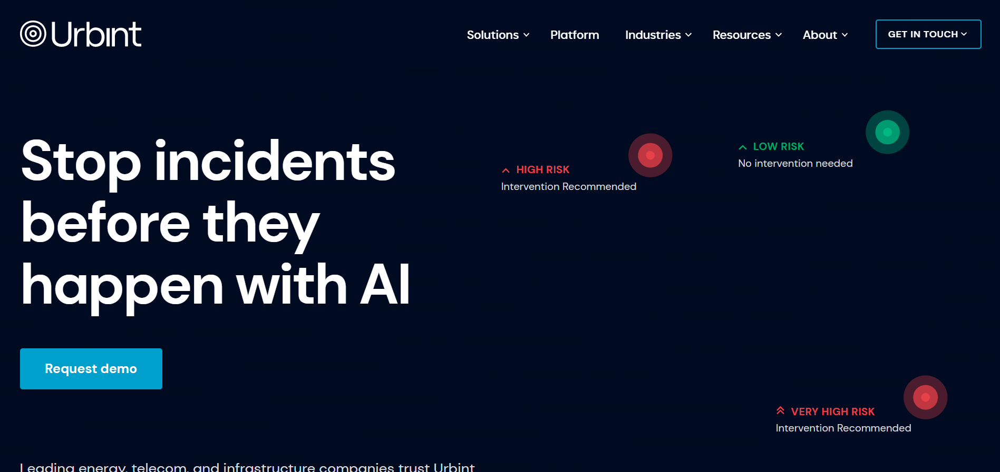 Urbint
Solutions
Platform
Industries
Resources
About
GET IN TOUCH
Stop incidents
before they
happen with AI
Request demo
HIGH RISK
Intervention Recommended
LOW RISK
No intervention needed
VERY HIGH RISK
Intervention Recommended
Leading energy, telecom, and infrastructure companies trust Urbint